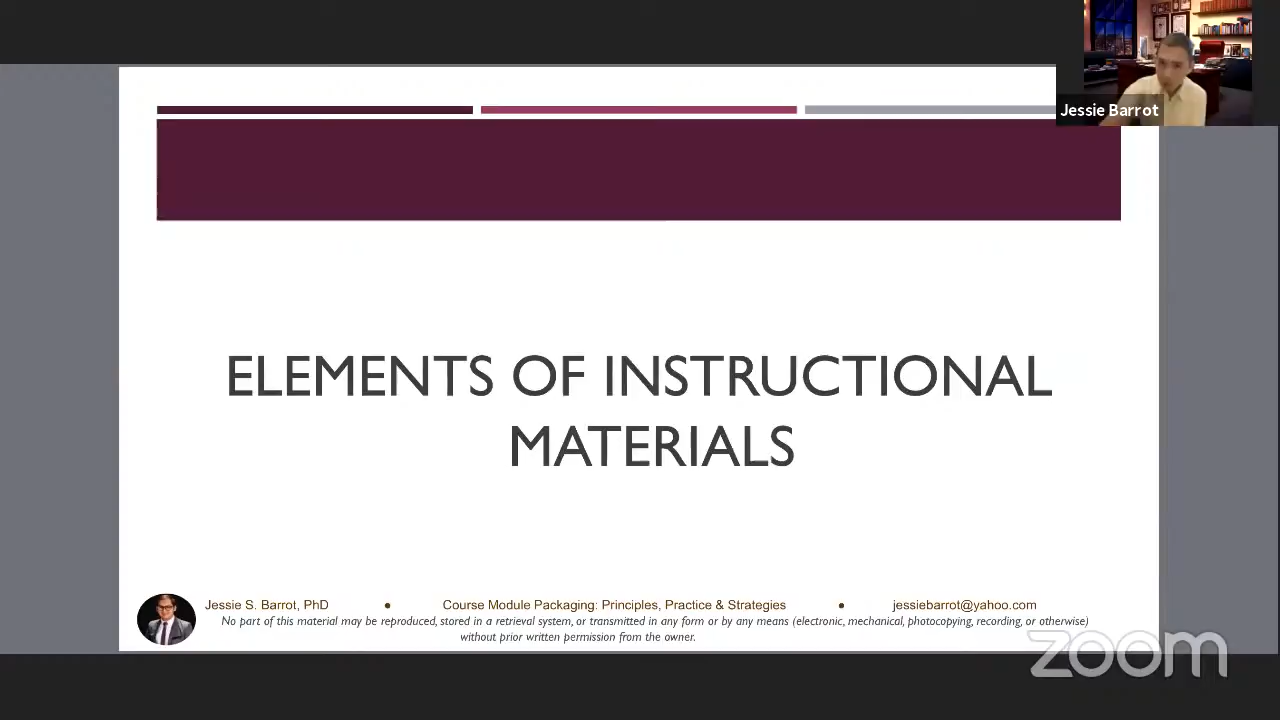 Jessie Barrot
ELEMENTS OF INSTRUCTIONAL
MATERIALS
Jessie S. Barrot, PhD • Course Module Packaging: Principles, Practice & Strategies • jessiebarrot@yahoo.com
No part of this material may be reproduced, stored in a retrieval system, or transmitted in any form or by any means (electronic, mechanical, photocopying, recording, or otherwise)
without prior written permission from the owner.
zoom